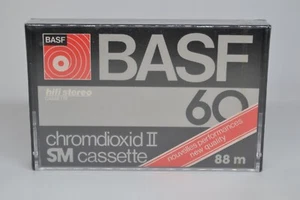 BASF
BASF
hifi stereo
60
chromdioxid II
SM cassette
nouvelles performances
new quality
88 m